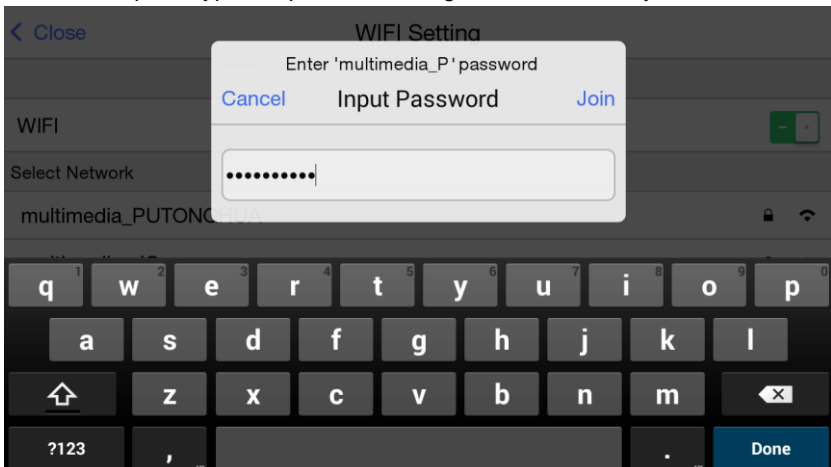 Close
WIFI Setting
Enter 'multimedia_P' password
Cancel
Input Password
Join
WIFI
Select Network
multimedia_PUTONGHUA
q 1 w 2 e 3 r 4 t 5 y 6 u 7 i 8 o 9 p 0
a s d f g h j k l
z x c v b n m
?123 , . Done